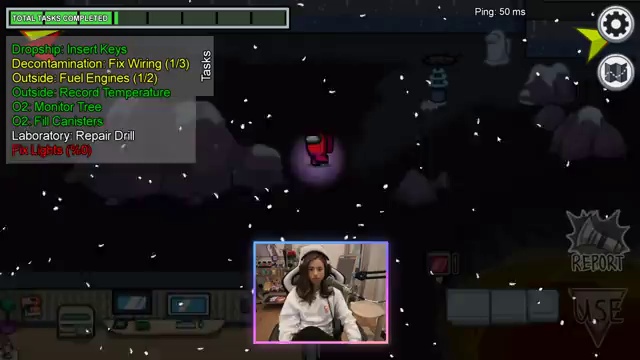 TOTAL TASKS COMPLETED
Ping: 50 ms
Dropship: Insert Keys
Decontamination: Fix Wiring (1/3)
Outside: Fuel Engines (1/2)
Outside: Record Temperature
O2: Monitor Tree
O2: Fill Canisters
Laboratory: Repair Drill
Fix Lights (%0)
Tasks
REPORT
USE